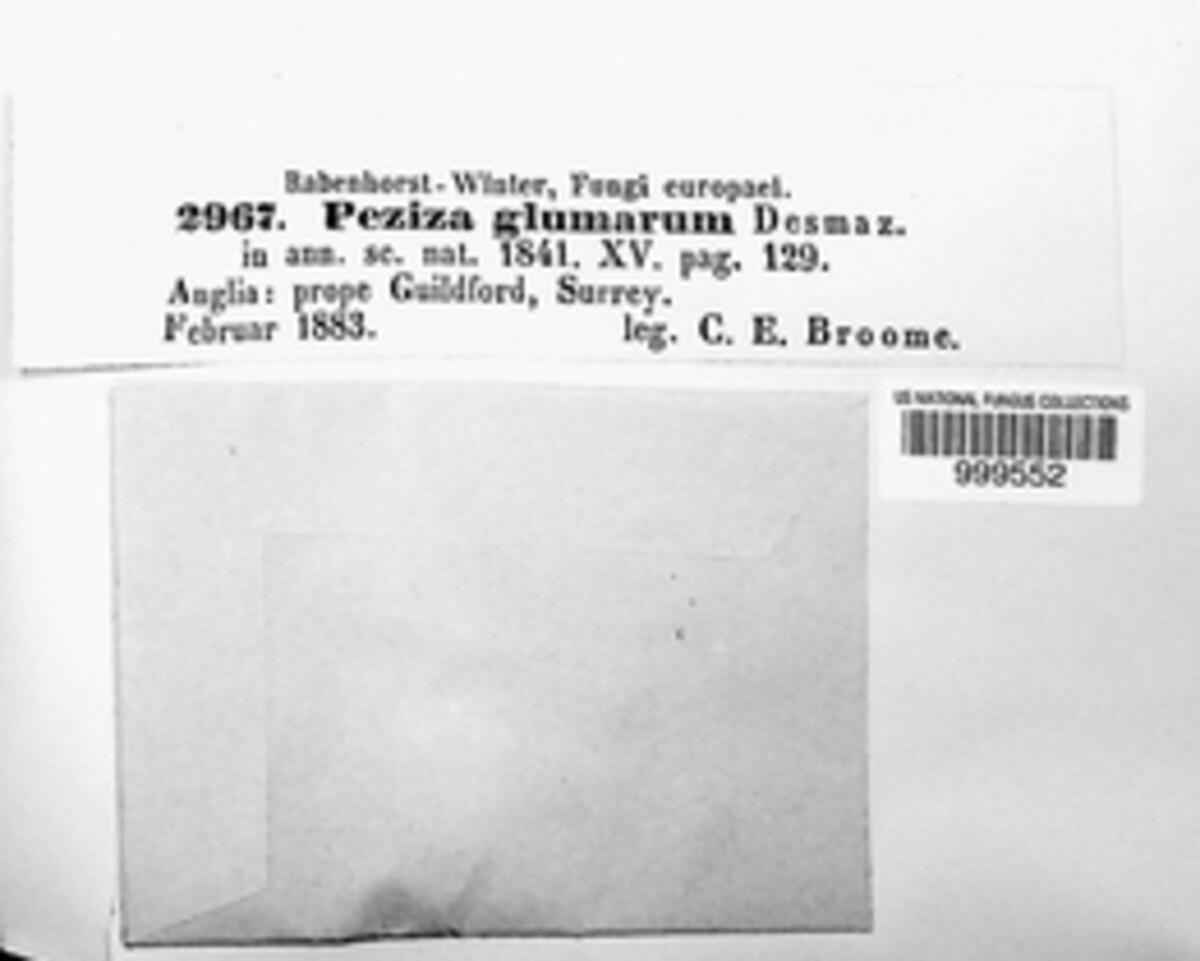 Rabenhorst-Winter, Fungi europaei.
2967. Peziza glumarum Desmaz.
in ann. sc. nat. 1841. XV. pag. 129.
Anglia: prope Guildford, Surrey.
Februar 1883. leg. C. E. Broome.
US NATIONAL FUNGUS COLLECTIONS
999552